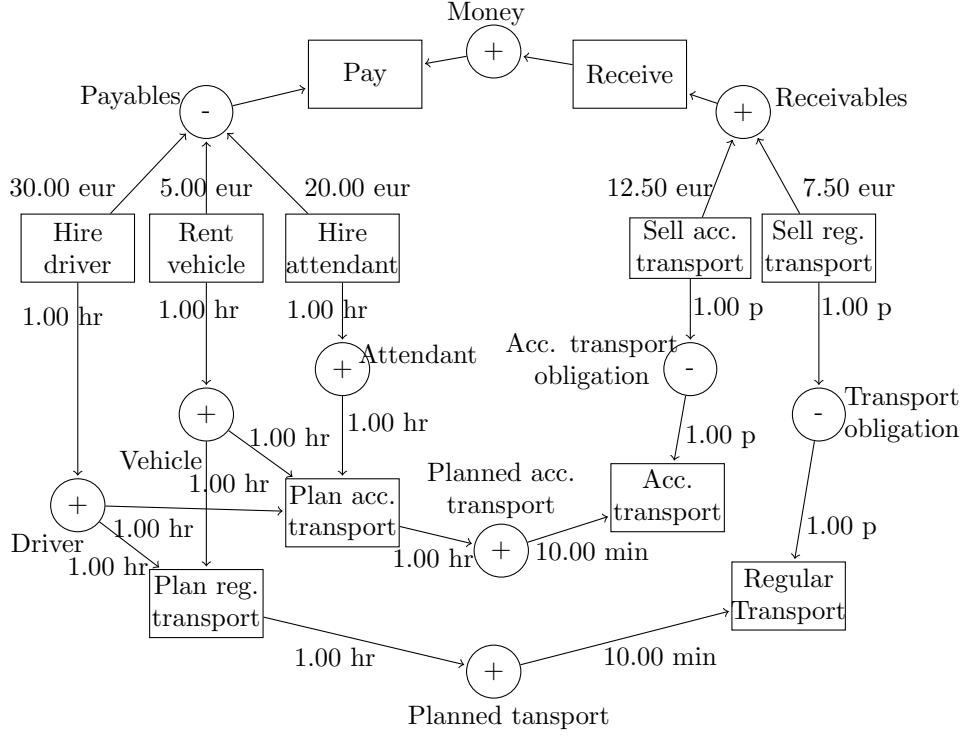 Money
+
Pay
Receive
Payables
-
+
Receivables
30.00 eur
5.00 eur
20.00 eur
12.50 eur
7.50 eur
Hire
driver
Rent
vehicle
Hire
attendant
Sell acc.
transport
Sell reg.
transport
1.00 hr
1.00 hr
1.00 hr
1.00 p
1.00 p
+
Attendant
Acc. transport
obligation
-
+
Vehicle
1.00 hr
1.00 hr
1.00 hr
-
Transport
obligation
1.00 p
+
Driver
1.00 hr
1.00 hr
Plan acc.
transport
Planned acc.
transport
+
1.00 hr
10.00 min
Acc.
transport
1.00 p
Plan reg.
transport
Regular
Transport
1.00 hr
+
10.00 min
Planned tansport